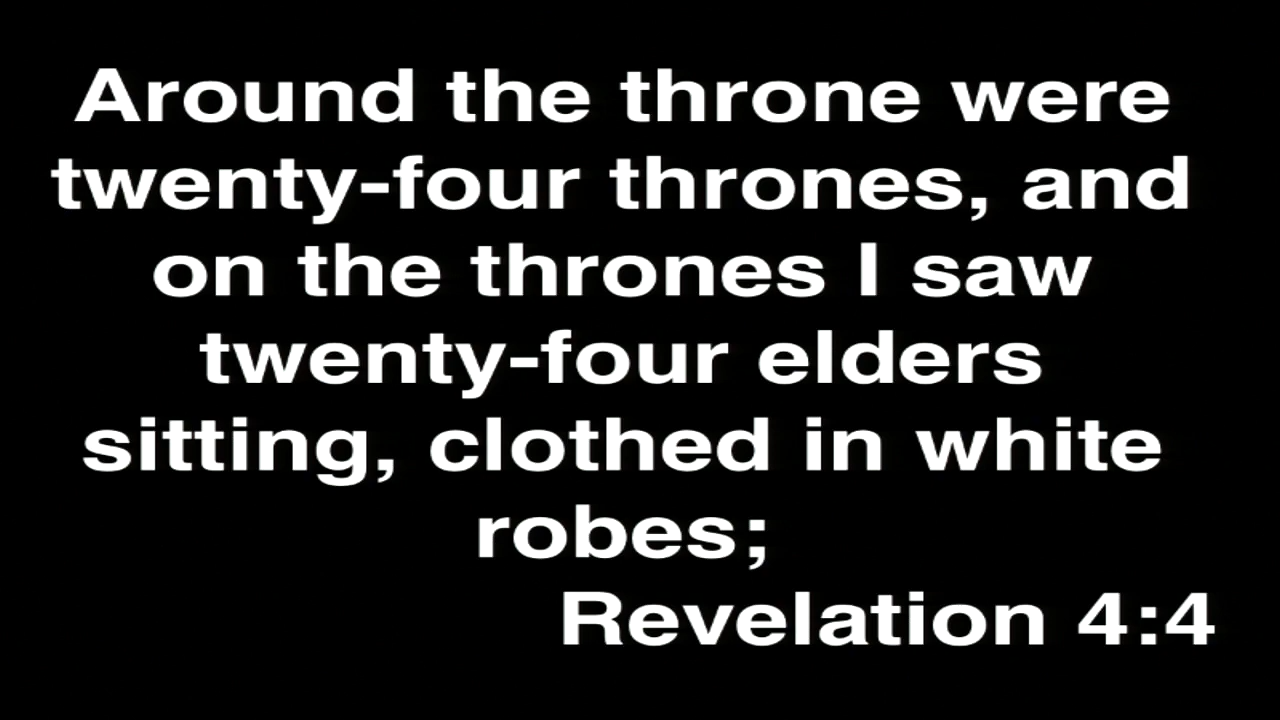 Around the throne were
twenty-four thrones, and
on the thrones I saw
twenty-four elders
sitting, clothed in white
robes;
Revelation 4:4